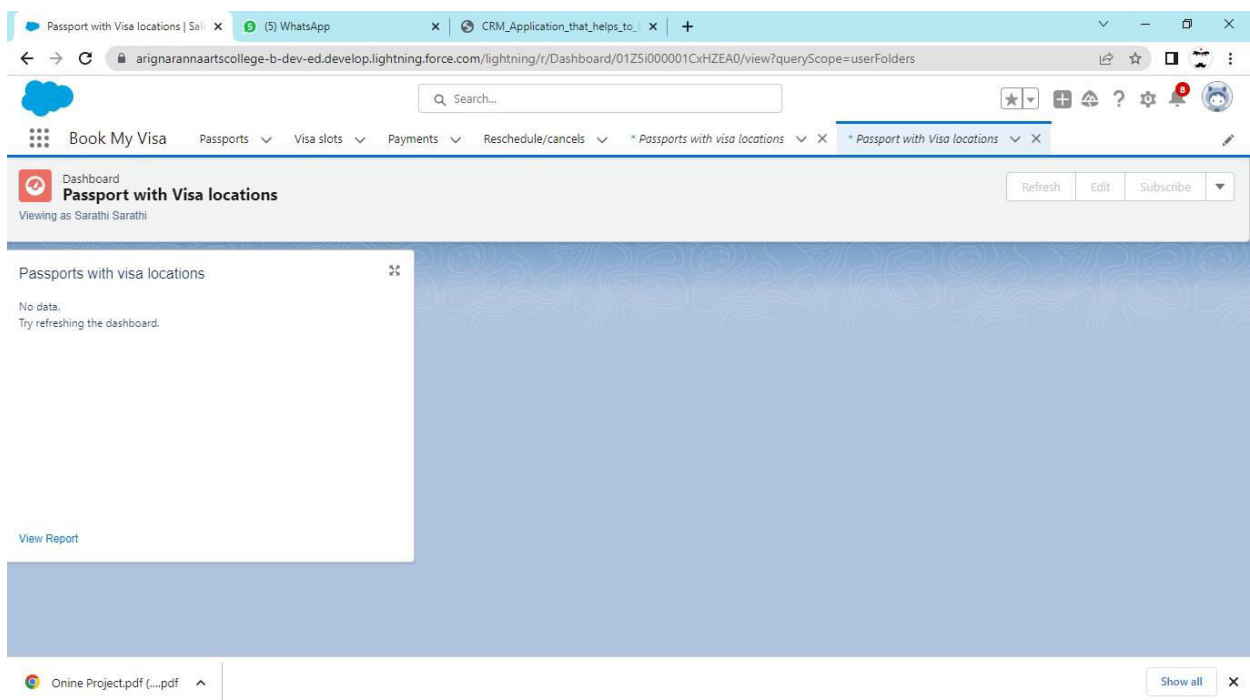 Passport with Visa locations | Sal
(5) WhatsApp
CRM_Application_that_helps_to_
arignarannaartscollege-b-dev-ed.develop.lightning.force.com/lightning/r/Dashboard/01Z5i000001CxHZEA0/view?queryScope=userFolders
Search...
8
Book My Visa
Passports
Visa slots
Payments
Reschedule/cancels
* Passports with visa locations
* Passport with Visa locations
Dashboard
Passport with Visa locations
Viewing as Sarathi Sarathi
Refresh
Edit
Subscribe
Passports with visa locations
No data.
Try refreshing the dashboard.
View Report
Onine Project.pdf (....pdf
Show all